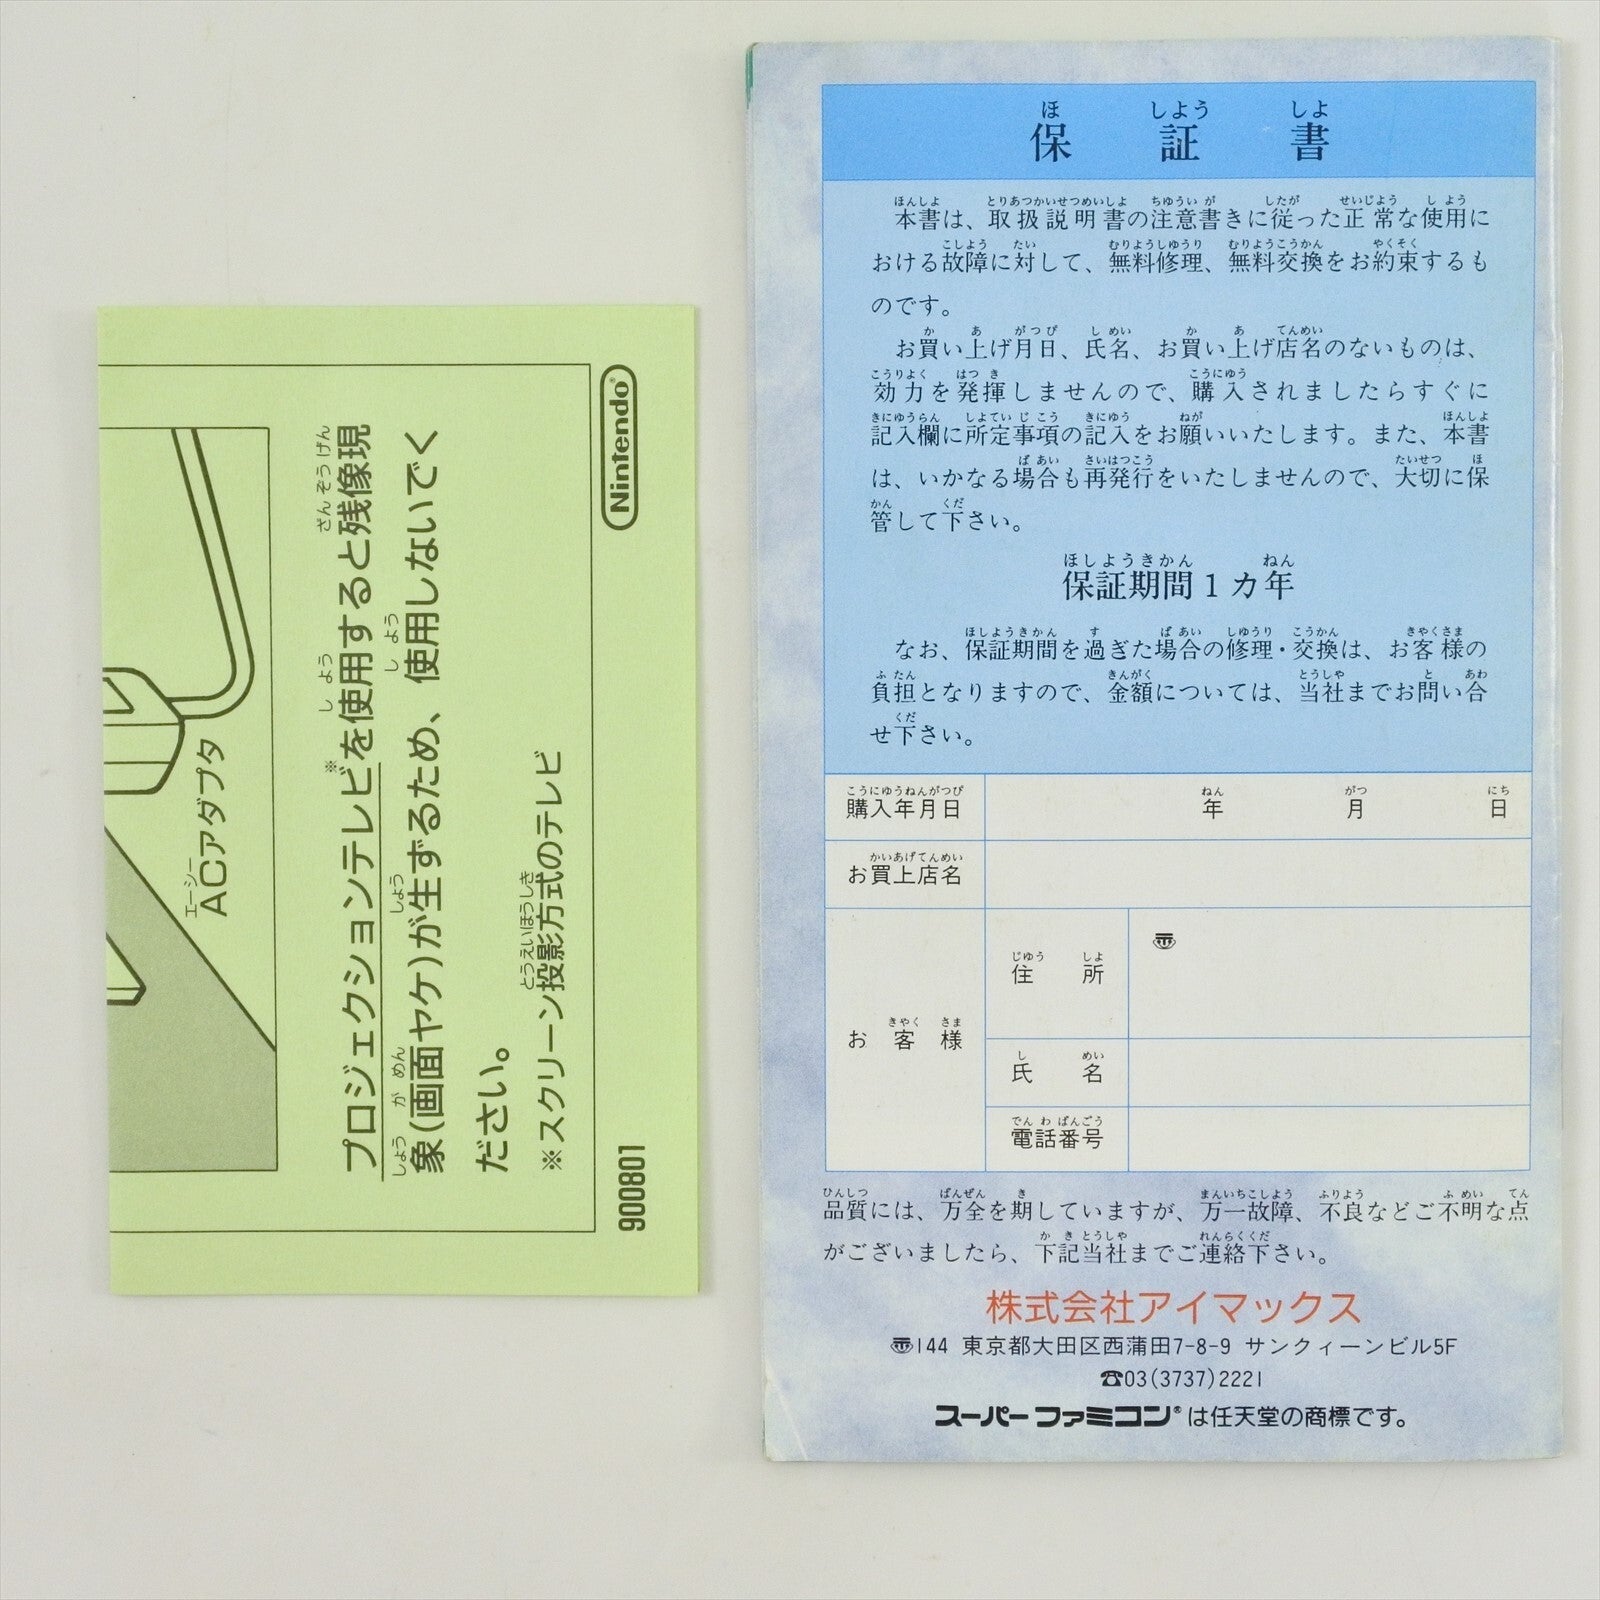 Nintendo®
ACアダプタ
エーシー
プロジェクションテレビ※を使用すると残像現
象(画面ヤケ)が生ずるため、使用しないでく
ださい。
※スクリーン投影方式のテレビ
900801
保証書
本書は、取扱説明書の注意書きに従った正常な使用に
おける故障に対して、無料修理、無料交換をお約束するも
のです。
お買い上げ月日、氏名、お買い上げ店名のないものは、
効力を発揮しませんので、購入されましたらすぐに
記入欄に所定事項の記入をお願いいたします。また、本書
は、いかなる場合も再発行をいたしませんので、大切に保
管して下さい。
保証期間1カ年
なお、保証期間を過ぎた場合の修理・交換は、お客様の
負担となりますので、金額については、当社までお問い合
せ下さい。
購入年月日 年 月 日
お買上店名
お客様
住所 〠
氏名
電話番号
品質には、万全を期していますが、万一故障、不良などご不明な点
がございましたら、下記当社までご連絡下さい。
株式会社アイマックス
〠144 東京都大田区西蒲田7-8-9 サンクィーンビル5F
☎03(3737)2221
スーパーファミコン®は任天堂の商標です。